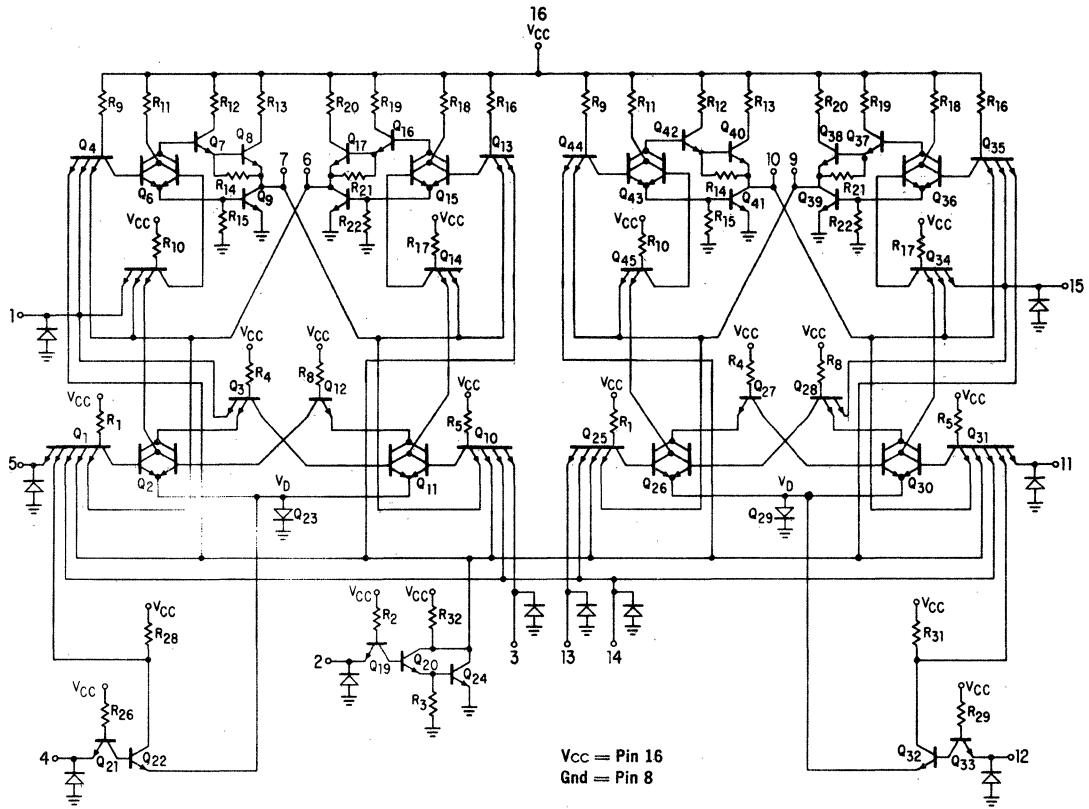 16
VCC
R9 R11 R12 R13 R20 R19 R18 R16 R9 R11 R12 R13 R20 R19 R18 R16
Q4 Q7 Q8 Q17 Q16 Q13 Q44 Q42 Q40 Q38 Q37 Q35
7 6 10 9
Q6 R14 Q9 R21 Q15 Q43 R14 Q41 Q39 R21 Q36
R15 R22 R15 R22
VCC VCC VCC VCC
R10 R17 Q14 R10 R17 Q34
Q45
1 15
VCC VCC VCC VCC
R4 R8 R4 R8
Q3 Q12 Q27 Q28
VCC VCC VCC VCC
R1 R5 R1 R5
Q1 Q10 Q25 Q31
5 11
Q2 Q11 Q26 Q30
VD VD
Q23 Q29
VCC VCC VCC VCC
R28 R2 R32 R31
2 Q19 Q20 Q24 3 13 14
R3
VCC VCC
R26 R29
4 Q21 Q22 Q32 Q33 12
VCC = Pin 16
Gnd = Pin 8